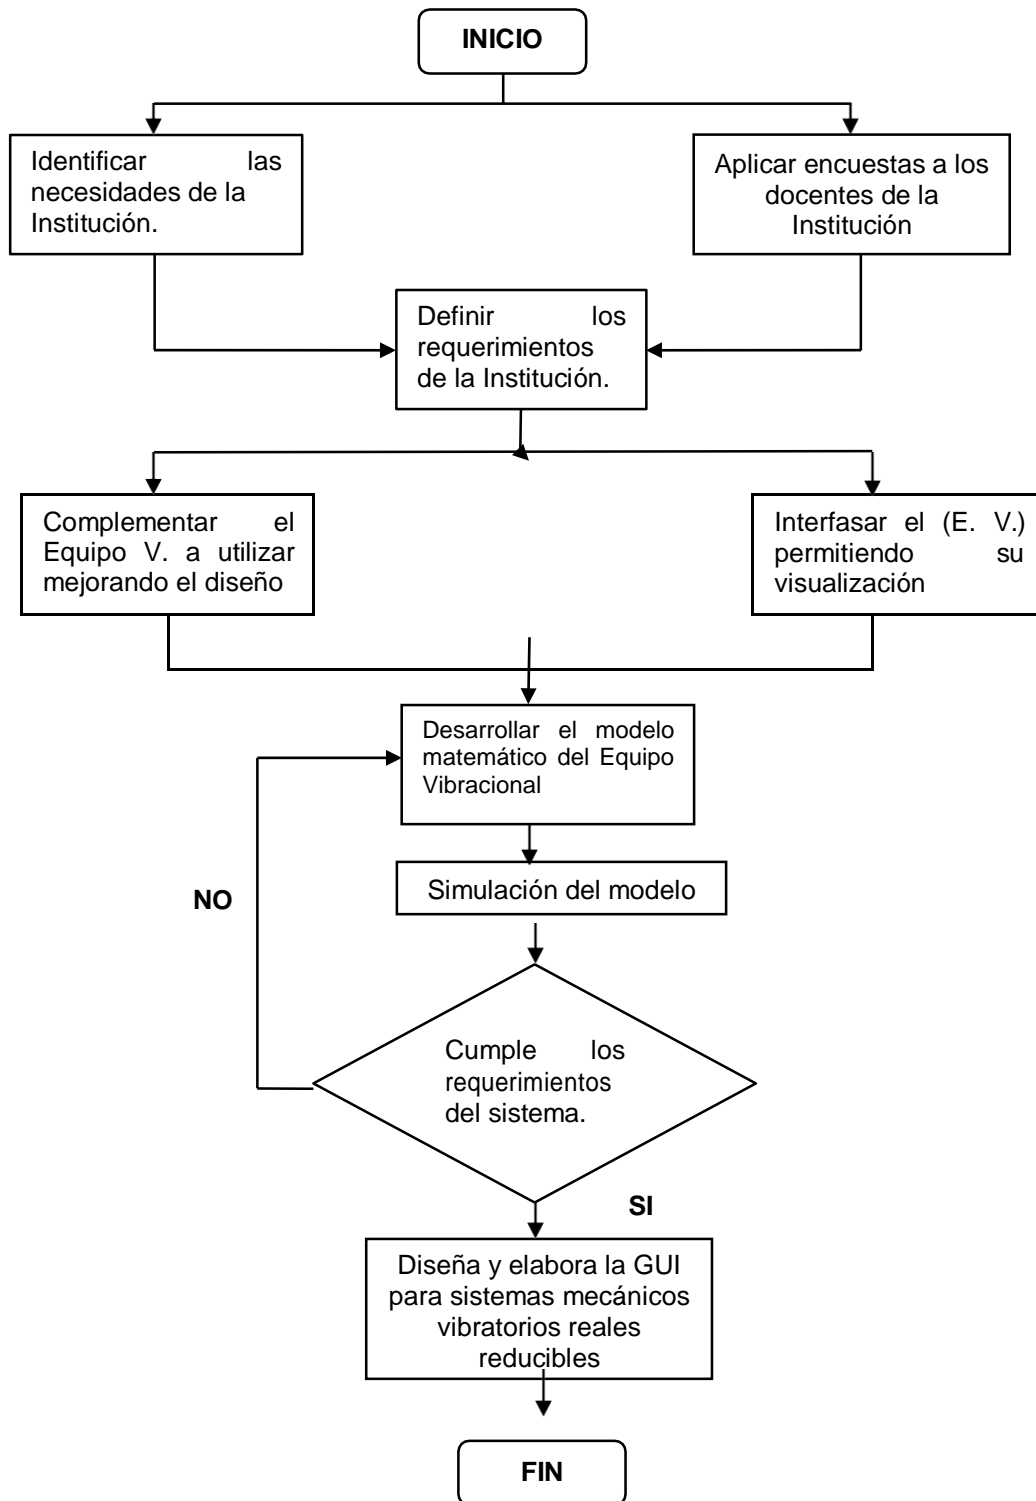 INICIO
Identificar las
necesidades de la
Institución.
Aplicar encuestas a los
docentes de la
Institución
Definir los
requerimientos
de la Institución.
Complementar el
Equipo V. a utilizar
mejorando el diseño
Interfasar el (E. V.)
permitiendo su
visualización
Desarrollar el modelo
matemático del Equipo
Vibracional
Simulación del modelo
NO
Cumple los
requerimientos
del sistema.
SI
Diseña y elabora la GUI
para sistemas mecánicos
vibratorios reales
reducibles
FIN